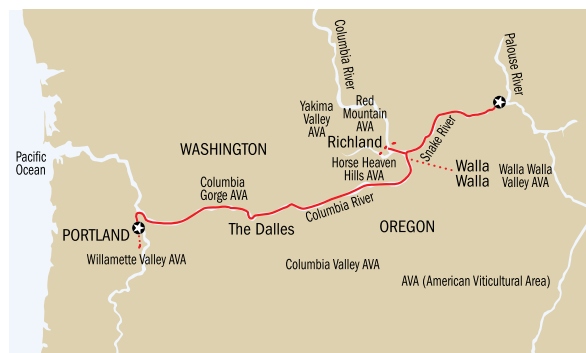 Columbia River
Palouse River
Yakima
Valley
AVA
Red
Mountain
AVA
Richland
Snake River
WASHINGTON
Pacific
Ocean
Horse Heaven
Hills AVA
Walla
Walla
Walla Walla
Valley AVA
Columbia
Gorge AVA
Columbia River
The Dalles
OREGON
PORTLAND
Willamette Valley AVA
Columbia Valley AVA
AVA (American Viticultural Area)